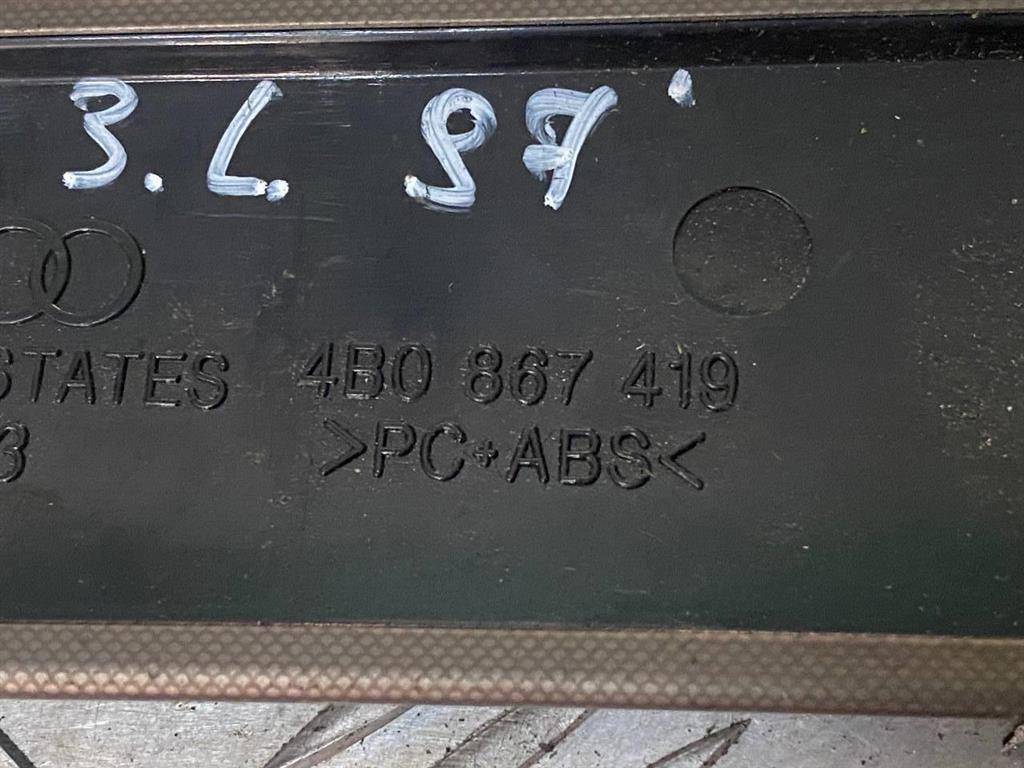 3. L. 97'
STATES 4B0 867 419
3 >PC+ABS<